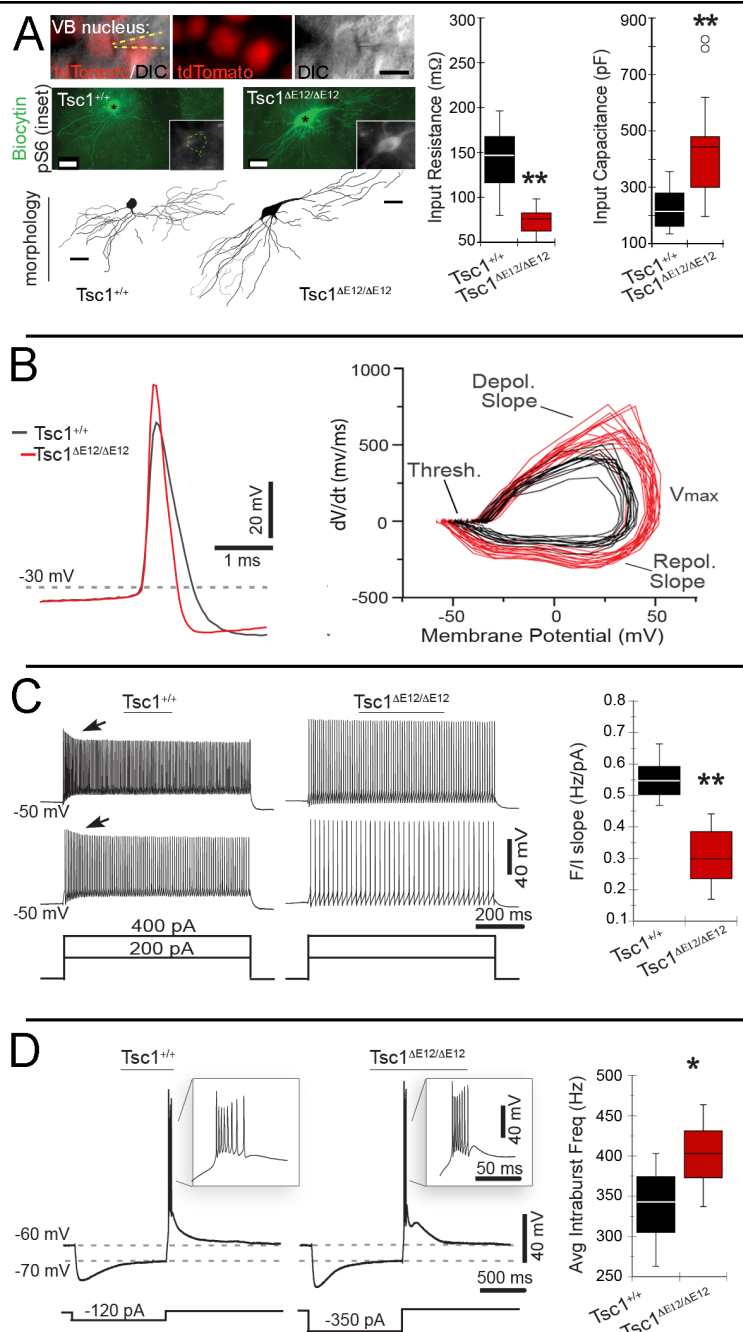 A
VB nucleus:
tdTomato/DIC
tdTomato
DIC
Biocytin
pS6 (inset)
Tsc1+/+
*
Tsc1ΔE12/ΔE12
*
morphology
Tsc1+/+
Tsc1ΔE12/ΔE12
Input Resistance (mΩ)
300
250
200
150
100
50
**
Tsc1+/+
Tsc1ΔE12/ΔE12
Input Capacitance (pF)
900
700
500
300
100
**
Tsc1+/+
Tsc1ΔE12/ΔE12
B
Tsc1+/+
Tsc1ΔE12/ΔE12
20 mV
1 ms
-30 mV
dV/dt (mv/ms)
1000
500
0
-500
Depol.
Slope
Thresh.
Vmax
Repol.
Slope
-50
0
50
Membrane Potential (mV)
C
Tsc1+/+
Tsc1ΔE12/ΔE12
-50 mV
-50 mV
40 mV
200 ms
400 pA
200 pA
F/I slope (Hz/pA)
0.8
0.7
0.6
0.5
0.4
0.3
0.2
0.1
**
Tsc1+/+
Tsc1ΔE12/ΔE12
D
Tsc1+/+
Tsc1ΔE12/ΔE12
40 mV
50 ms
-60 mV
-70 mV
40 mV
500 ms
-120 pA
-350 pA
Avg Intraburst Freq (Hz)
500
450
400
350
300
250
*
Tsc1+/+
Tsc1ΔE12/ΔE12